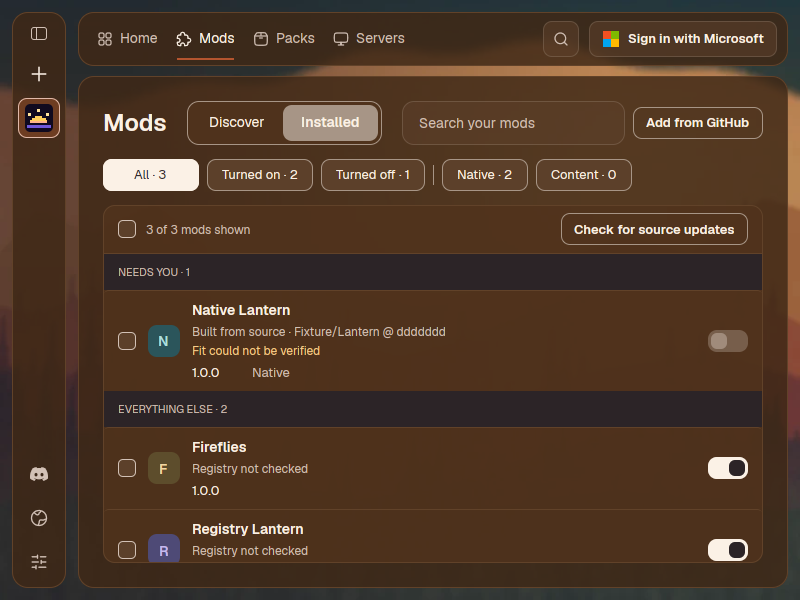 Home
Mods
Packs
Servers
Sign in with Microsoft
Mods
Discover
Installed
Search your mods
Add from GitHub
All · 3
Turned on · 2
Turned off · 1
Native · 2
Content · 0
3 of 3 mods shown
Check for source updates
NEEDS YOU · 1
N
Native Lantern
Built from source · Fixture/Lantern @ ddddddd
Fit could not be verified
1.0.0
Native
EVERYTHING ELSE · 2
F
Fireflies
Registry not checked
1.0.0
R
Registry Lantern
Registry not checked